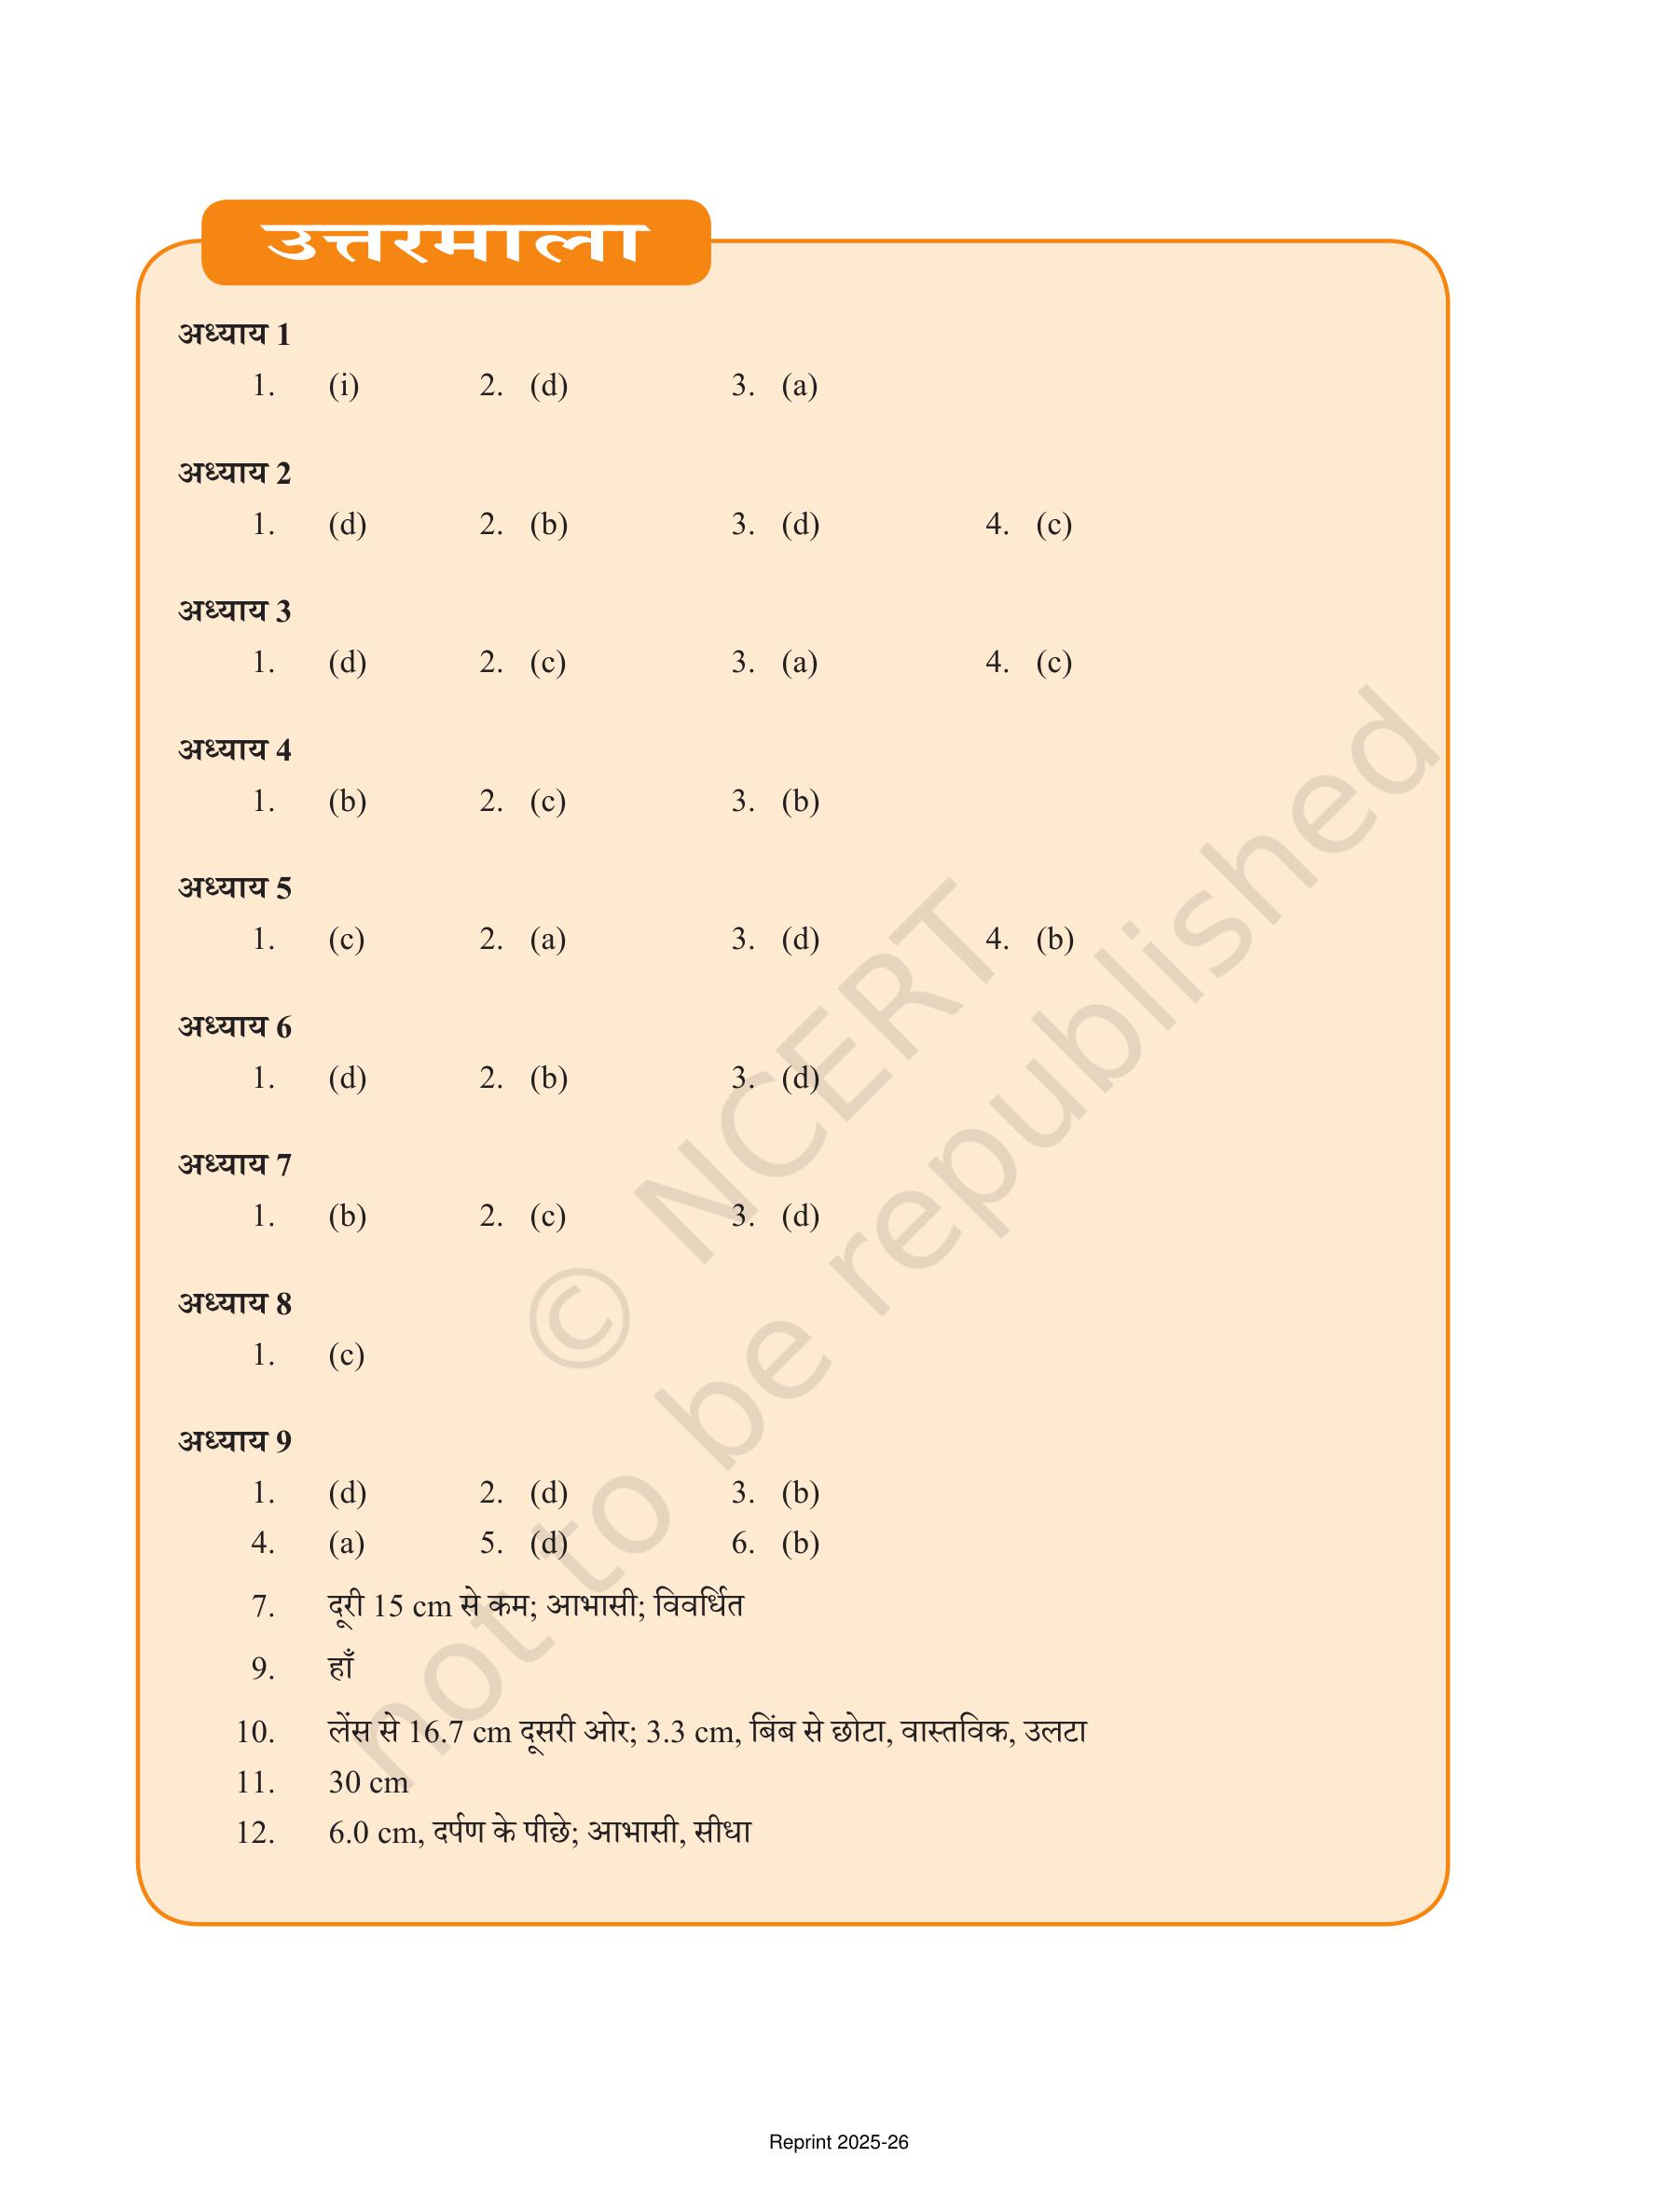 उत्तरमाला
अध्याय 1
1. (i) 2. (d) 3. (a)
अध्याय 2
1. (d) 2. (b) 3. (d) 4. (c)
अध्याय 3
1. (d) 2. (c) 3. (a) 4. (c)
अध्याय 4
1. (b) 2. (c) 3. (b)
अध्याय 5
1. (c) 2. (a) 3. (d) 4. (b)
अध्याय 6
1. (d) 2. (b) 3. (d)
अध्याय 7
1. (b) 2. (c) 3. (d)
अध्याय 8
1. (c)
अध्याय 9
1. (d) 2. (d) 3. (b)
4. (a) 5. (d) 6. (b)
7. दूरी 15 cm से कम; आभासी; विवर्धित
9. हाँ
10. लेंस से 16.7 cm दूसरी ओर; 3.3 cm, बिंब से छोटा, वास्तविक, उलटा
11. 30 cm
12. 6.0 cm, दर्पण के पीछे; आभासी, सीधा
© NCERT
not to be republished
Reprint 2025-26